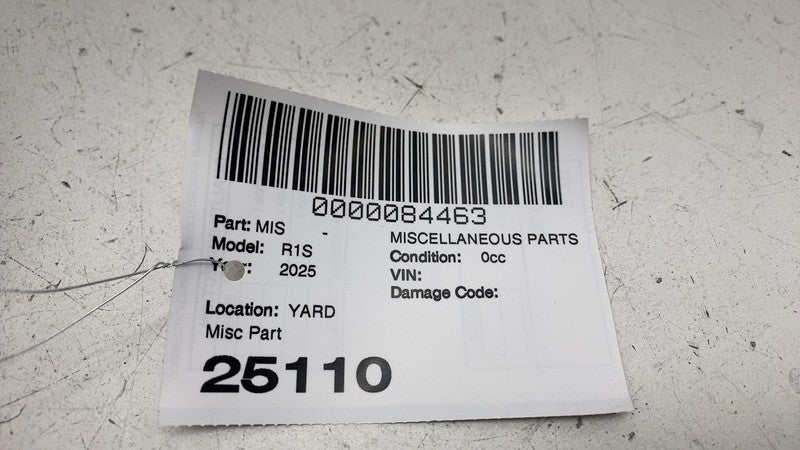 0000084463
Part: MIS -
MISCELLANEOUS PARTS
Model: R1S
Condition: 0cc
2025
VIN:
Damage Code:
Location: YARD
Misc Part
25110